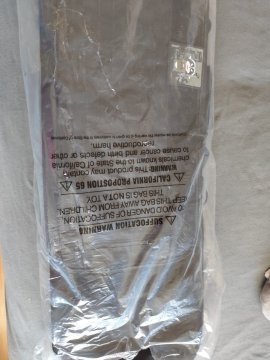 SUFFOCATION WARNING
TO AVOID DANGER OF SUFFOCATION,
KEEP THIS BAG AWAY FROM CHILDREN.
THIS BAG IS NOT A TOY.
CALIFORNIA PROPOSITION 65
WARNING: This product may contain
chemicals known to the State of California
to cause cancer and birth defects or other
reproductive harm.